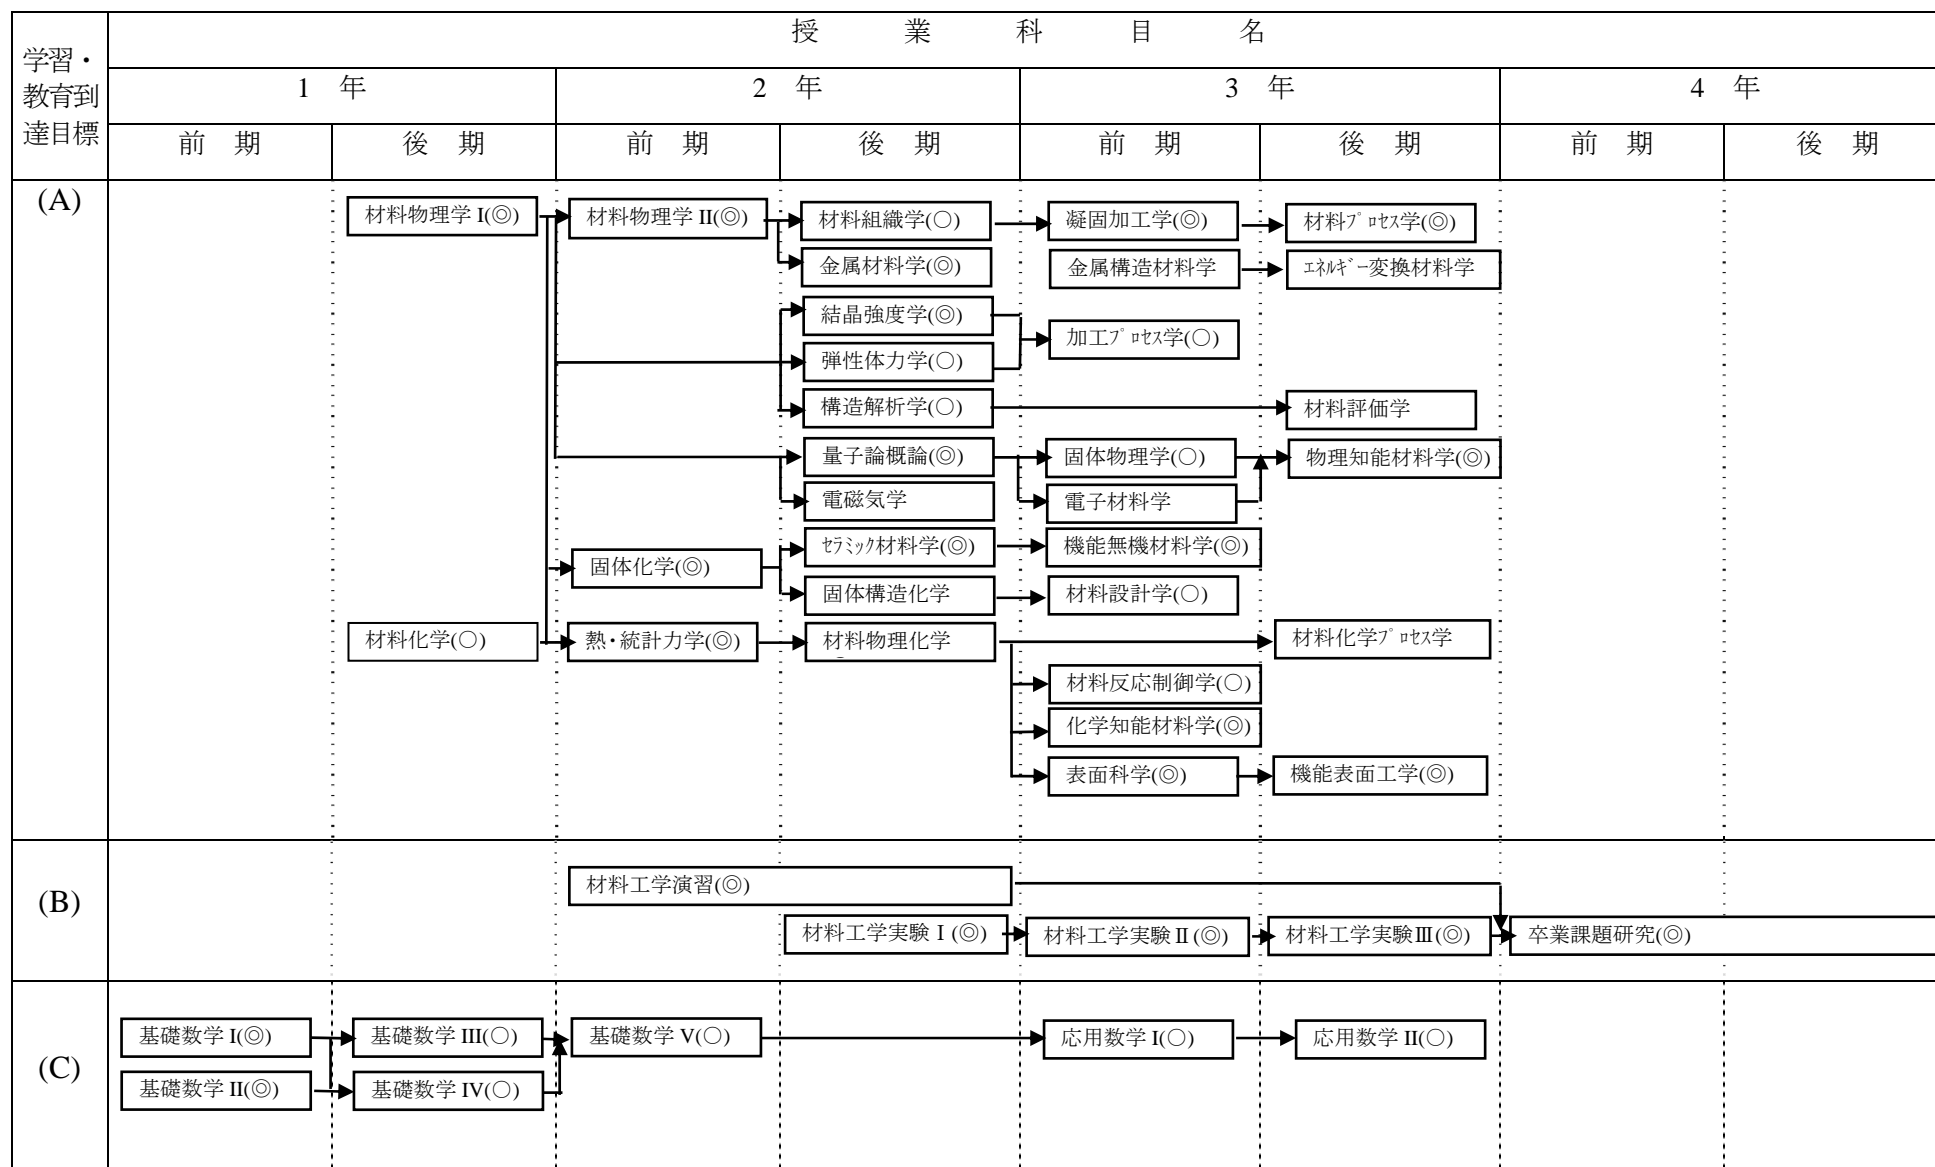 授 業 科 目 名
学習・
教育到
達目標
1 年
2 年
3 年
4 年
前 期
後 期
前 期
後 期
前 期
後 期
前 期
後 期
(A)
材料物理学 I(◎)
材料物理学 II(◎)
材料組織学(○)
凝固加工学(◎)
材料ﾌﾟﾛｾｽ学(◎)
金属材料学(◎)
金属構造材料学
ｴﾈﾙｷﾞｰ変換材料学
結晶強度学(◎)
加工ﾌﾟﾛｾｽ学(○)
弾性体力学(○)
構造解析学(○)
材料評価学
量子論概論(◎)
固体物理学(○)
物理知能材料学(◎)
電磁気学
電子材料学
固体化学(◎)
ｾﾗﾐｯｸ材料学(◎)
機能無機材料学(◎)
固体構造化学
材料設計学(○)
材料化学(○)
熱・統計力学(◎)
材料物理化学
材料化学ﾌﾟﾛｾｽ学
材料反応制御学(○)
化学知能材料学(◎)
表面科学(◎)
機能表面工学(◎)
(B)
材料工学演習(◎)
材料工学実験Ⅰ(◎)
材料工学実験Ⅱ(◎)
材料工学実験Ⅲ(◎)
卒業課題研究(◎)
(C)
基礎数学 I(◎)
基礎数学 III(○)
基礎数学 V(○)
応用数学 I(○)
応用数学 II(○)
基礎数学 II(◎)
基礎数学 IV(○)